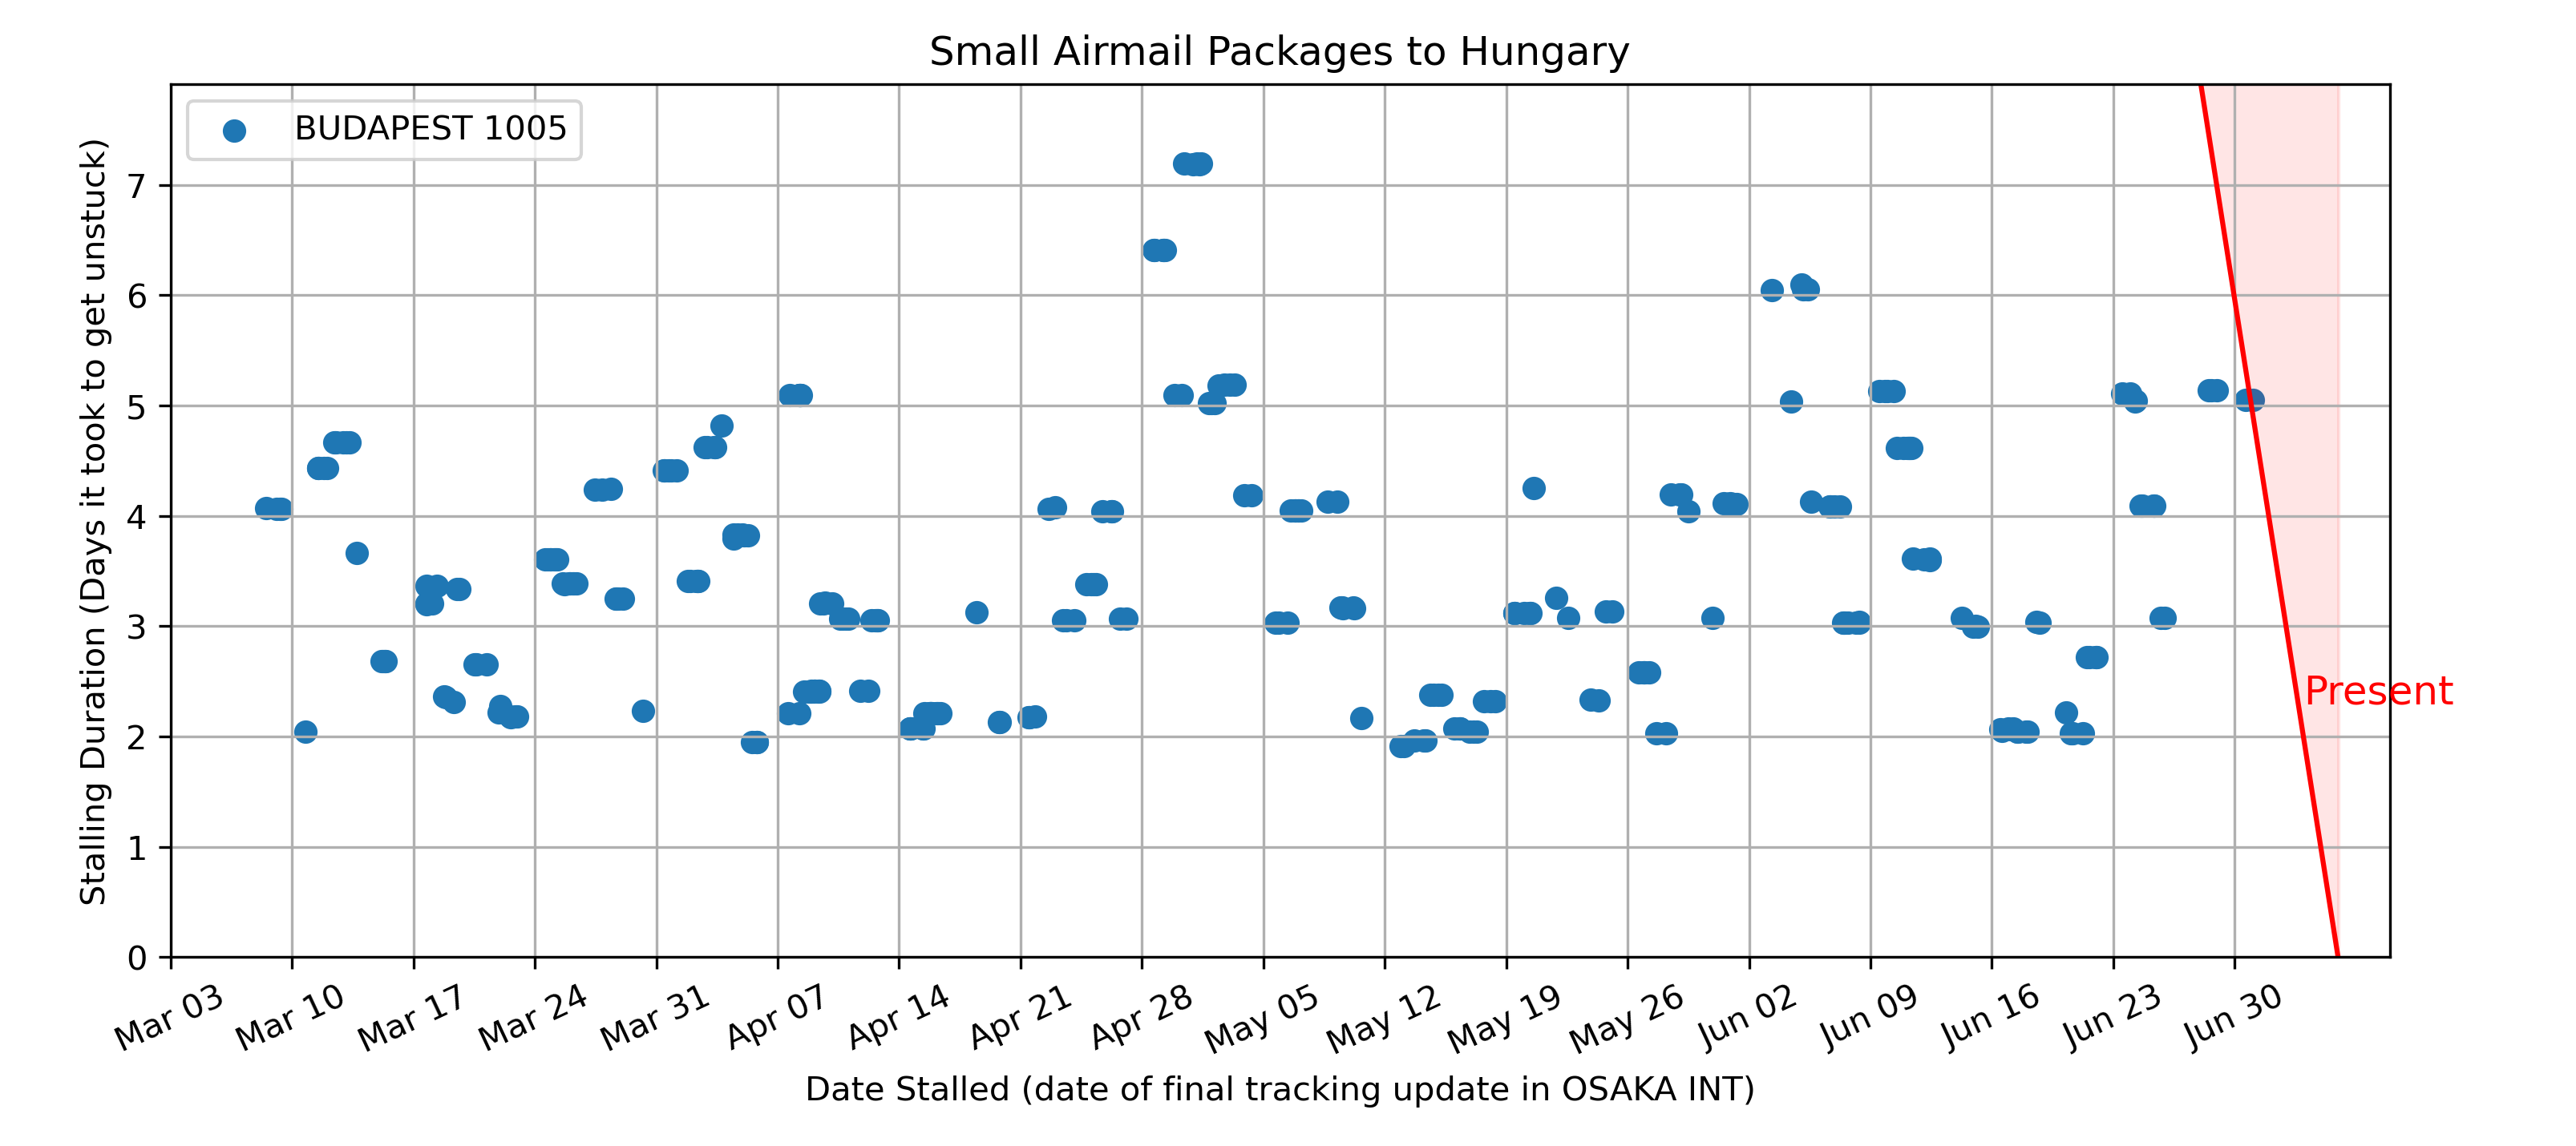 Small Airmail Packages to Hungary
BUDAPEST 1005
Stalling Duration (Days it took to get unstuck)
7
6
5
4
3
2
1
0
Present
Mar 03
Mar 10
Mar 17
Mar 24
Mar 31
Apr 07
Apr 14
Apr 21
Apr 28
May 05
May 12
May 19
May 26
Jun 02
Jun 09
Jun 16
Jun 23
Jun 30
Date Stalled (date of final tracking update in OSAKA INT)